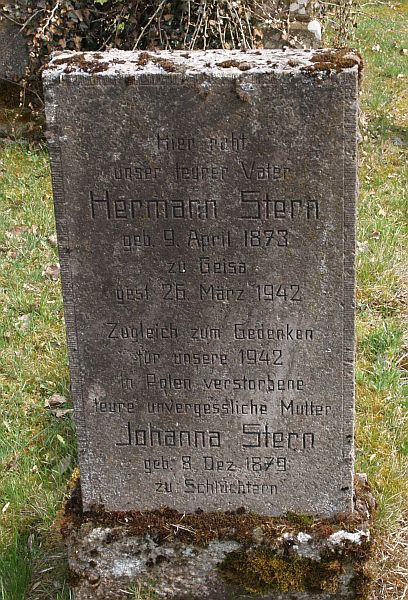 Hier ruht
unser teurer Vater
Hermann Stern
geb. 9. April 1873
zu Geisa
gest. 26. März 1942
Zugleich zum Gedenken
für unsere 1942
in Polen verstorbene
teure unvergessliche Mutter
Johanna Stern
geb. 8. Dez. 1879
zu Schlüchtern